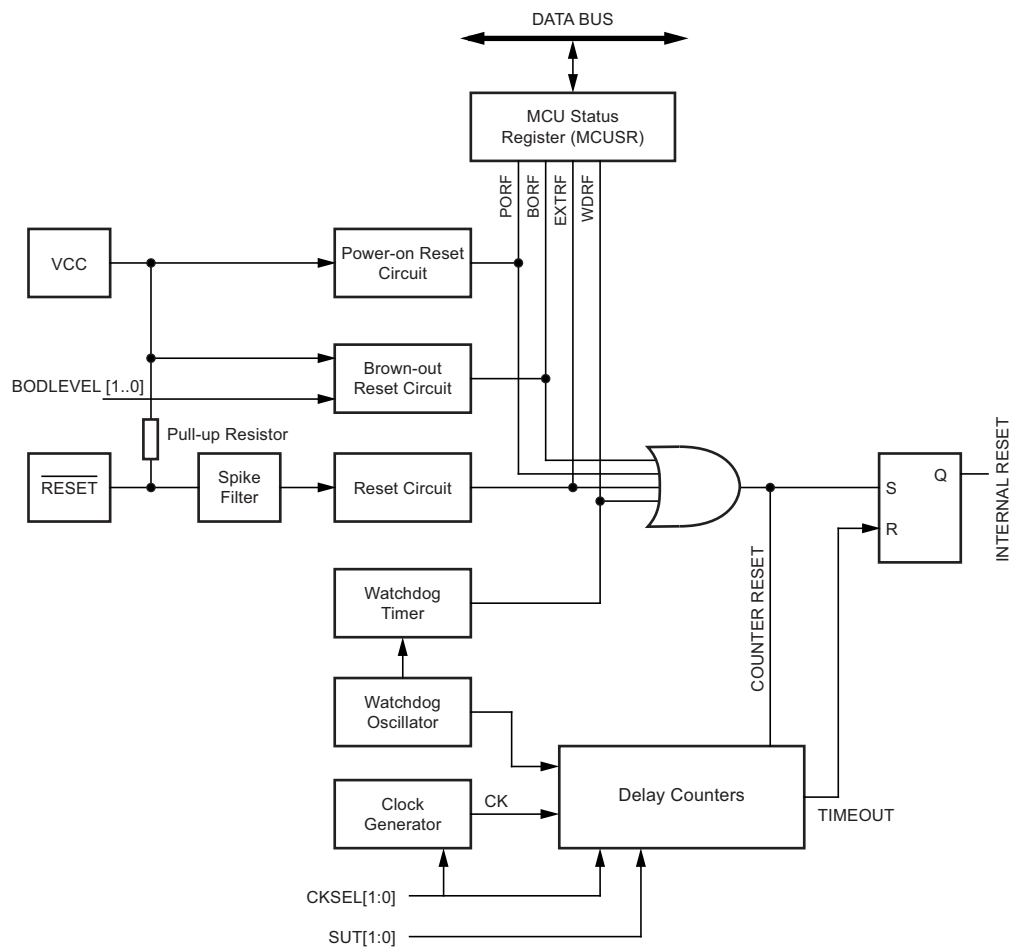 DATA BUS
MCU Status
Register (MCUSR)
PORF
BORF
EXTRF
WDRF
VCC
Power-on Reset
Circuit
Brown-out
Reset Circuit
BODLEVEL [1..0]
Pull-up Resistor
RESET
Spike
Filter
Reset Circuit
S
Q
R
INTERNAL RESET
Watchdog
Timer
COUNTER RESET
Watchdog
Oscillator
Clock
Generator
CK
Delay Counters
TIMEOUT
CKSEL[1:0]
SUT[1:0]